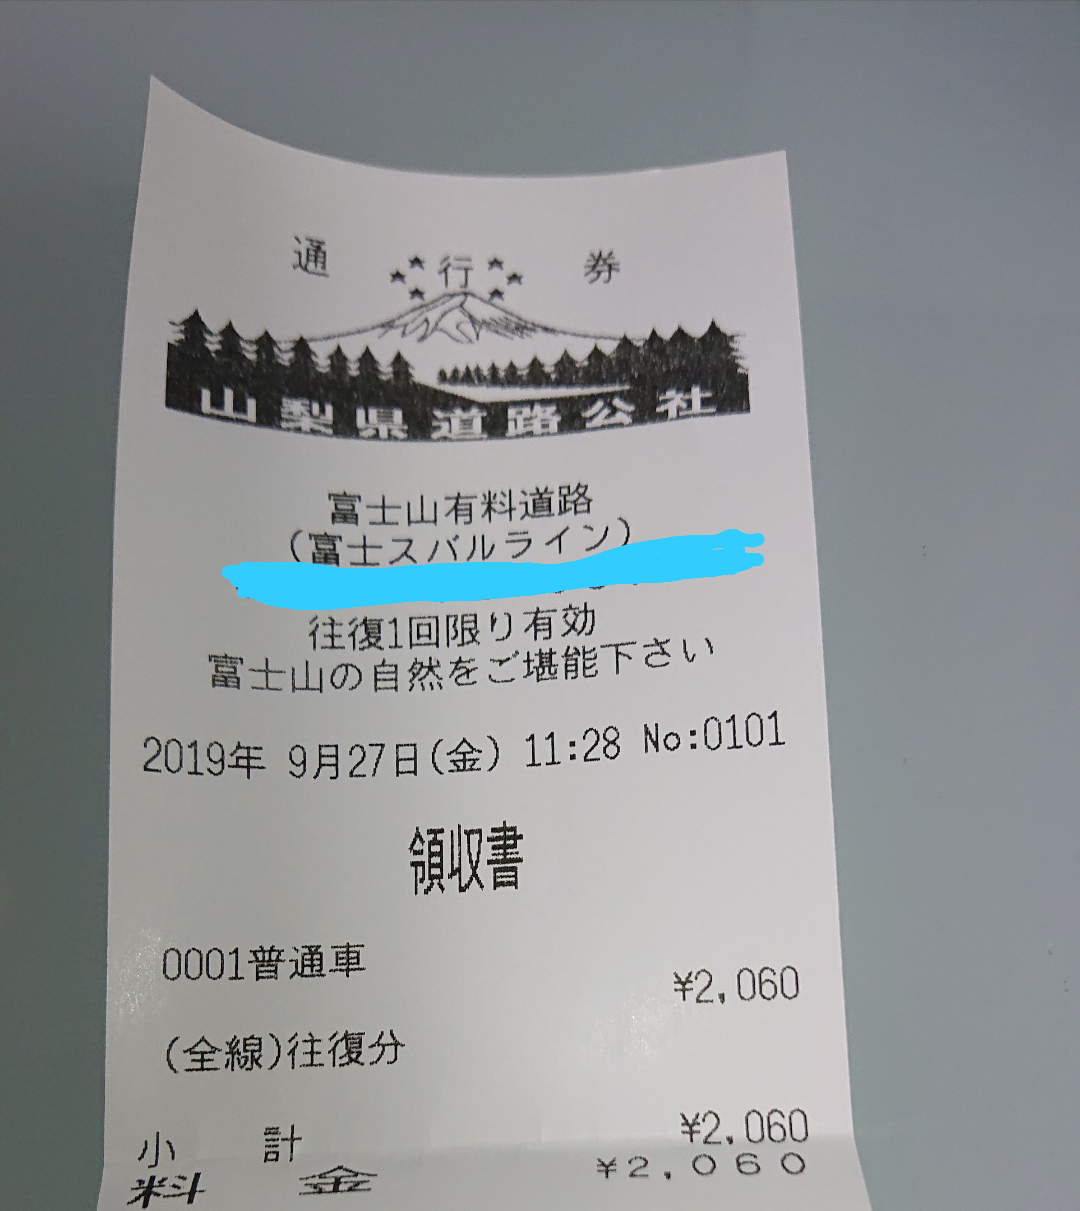 通行券
山梨県道路公社
富士山有料道路
(富士スバルライン)
往復1回限り有効
富士山の自然をご堪能下さい
2019年 9月27日(金) 11:28 No:0101
領収書
0001普通車
¥2,060
(全線)往復分
小 計 ¥2,060
料 金 ¥2,060